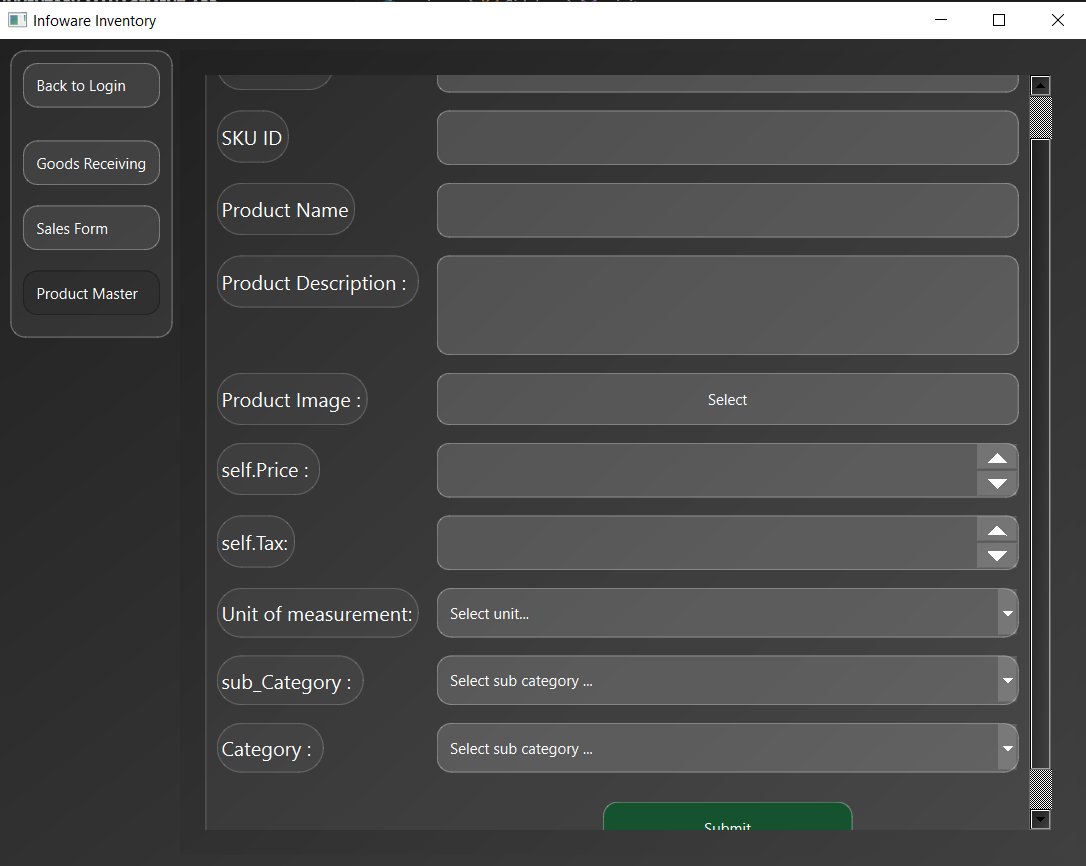 Infoware Inventory
Back to Login
Goods Receiving
Sales Form
Product Master
SKU ID
Product Name
Product Description :
Product Image :
Select
self.Price :
self.Tax:
Unit of measurement:
Select unit...
sub_Category :
Select sub category ...
Category :
Select sub category ...
Submit